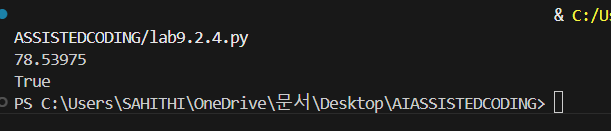 & C:/Us
ASSISTEDCODING/lab9.2.4.py
78.53975
True
PS C:\Users\SAHITHI\OneDrive\문서\Desktop\AIASSISTEDCODING>